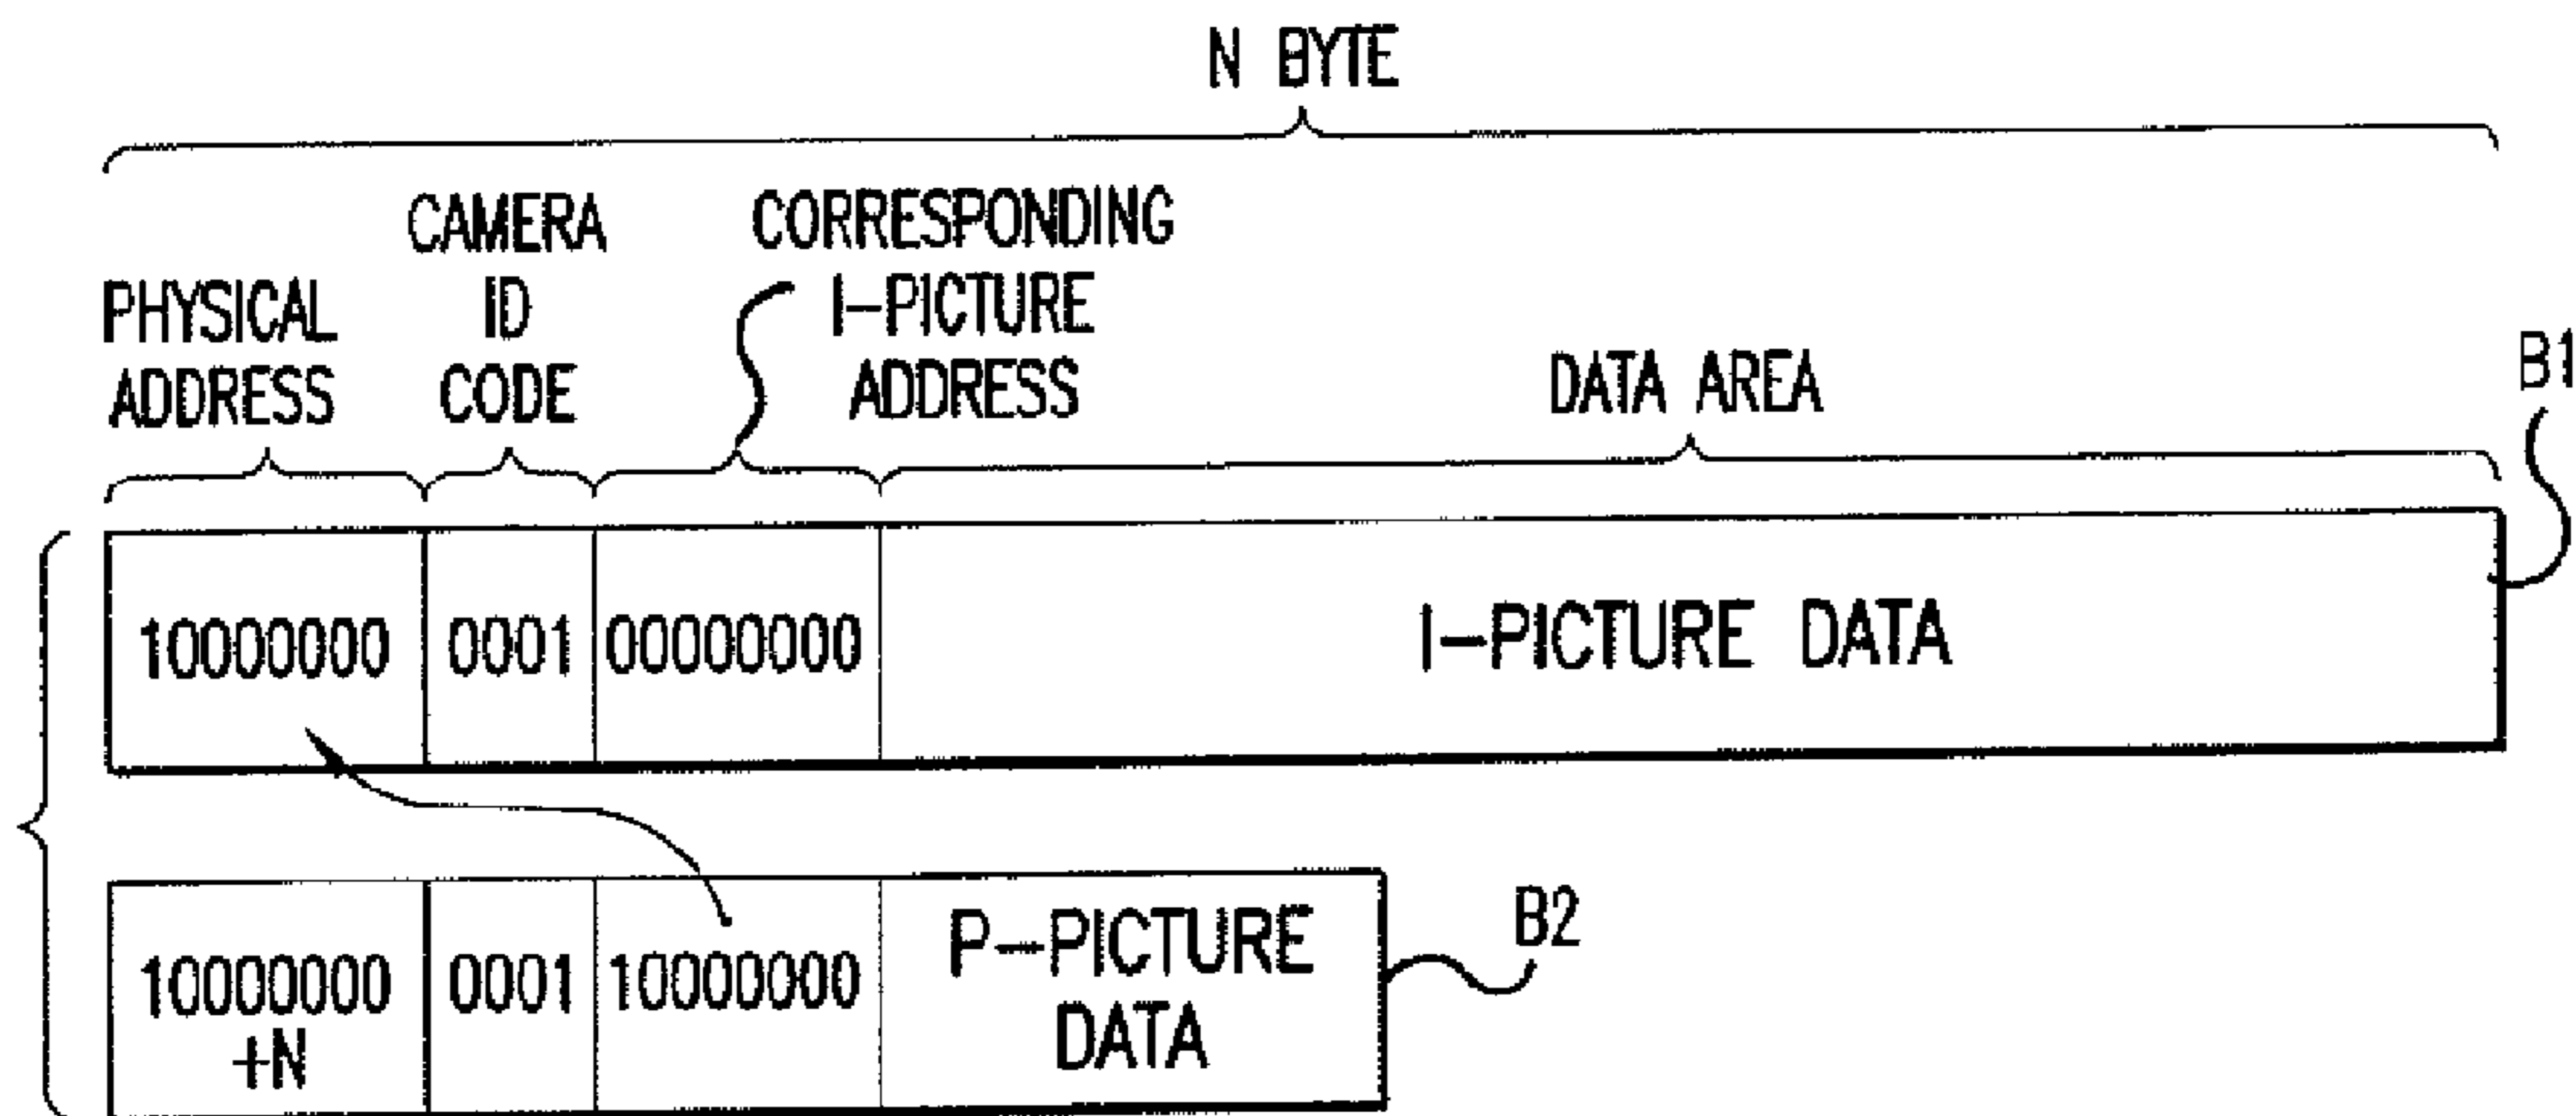 N BYTE
PHYSICAL
ADDRESS
CAMERA
ID
CODE
CORRESPONDING
I-PICTURE
ADDRESS
DATA AREA
B1
10000000 0001 00000000 I-PICTURE DATA
10000000
+N
0001 10000000
P-PICTURE
DATA
B2